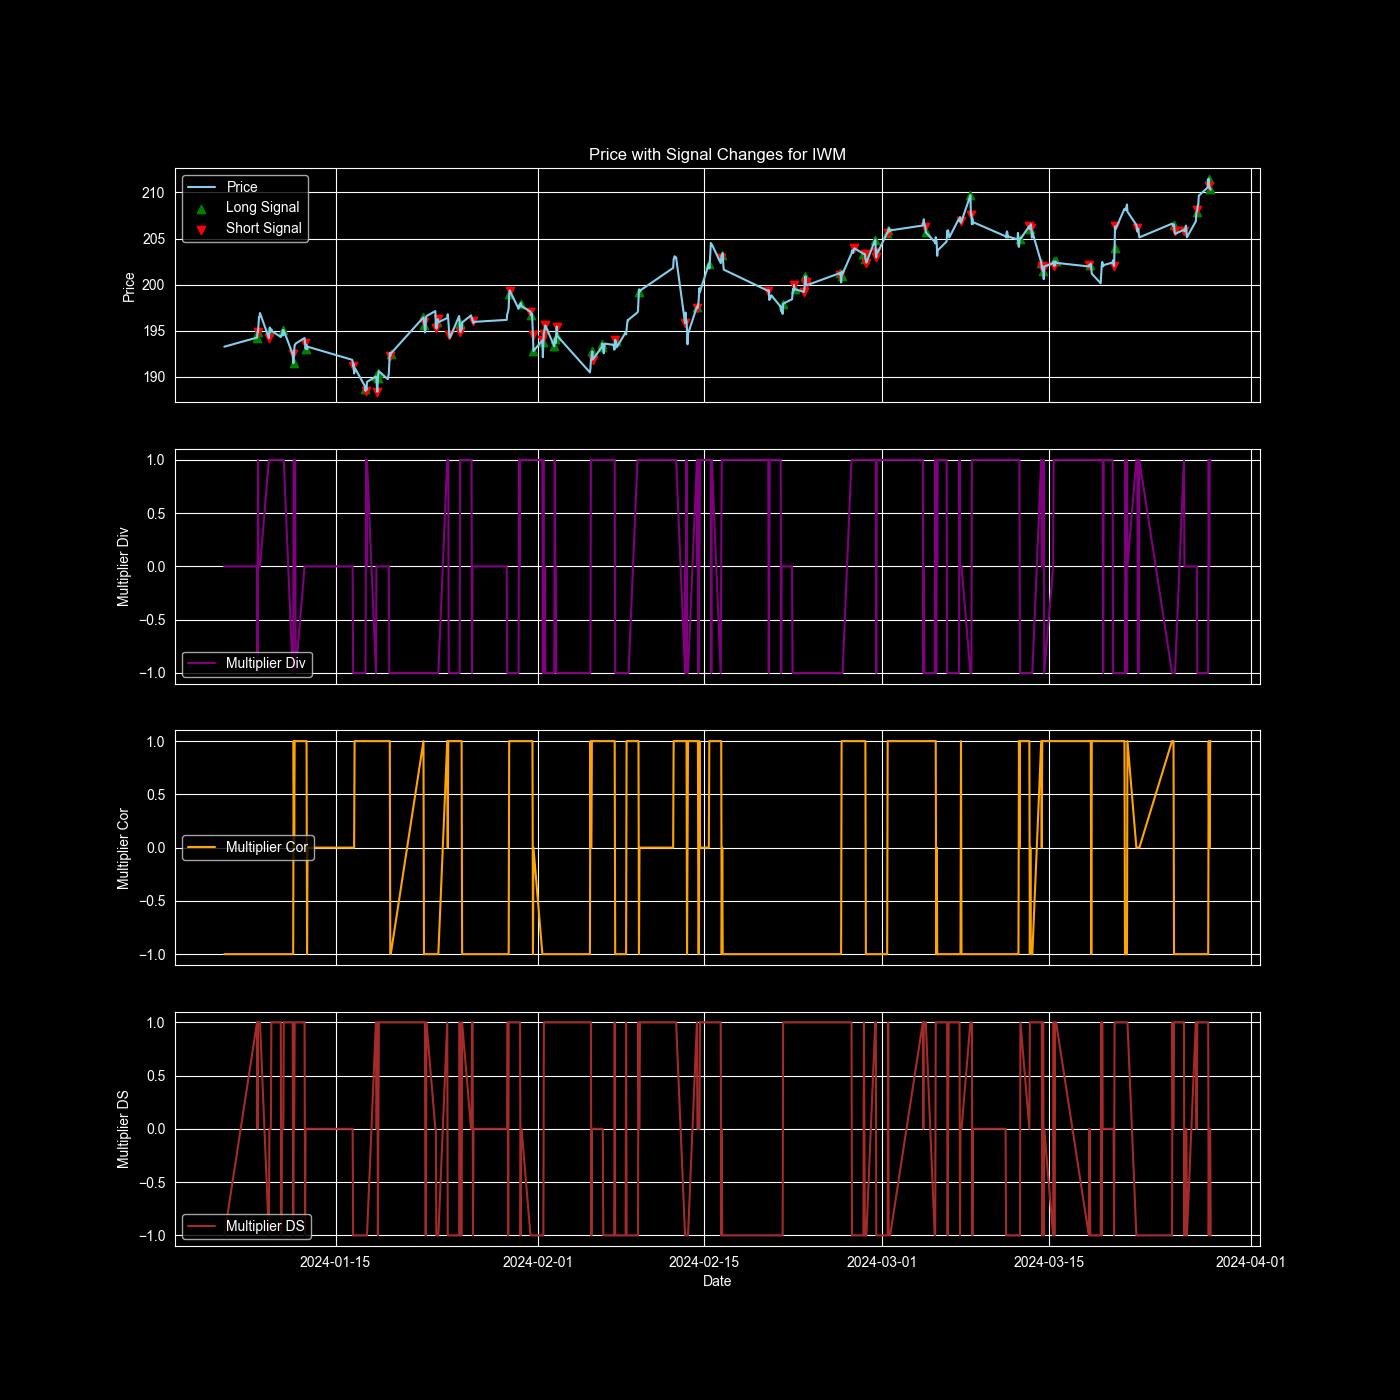 Price with Signal Changes for IWM
Price
Long Signal
Short Signal
210
205
200
195
190
Price
1.0
0.5
0.0
−0.5
−1.0
Multiplier Div
Multiplier Div
1.0
0.5
0.0
−0.5
−1.0
Multiplier Cor
Multiplier Cor
1.0
0.5
0.0
−0.5
−1.0
Multiplier DS
Multiplier DS
2024-01-15
2024-02-01
2024-02-15
2024-03-01
2024-03-15
2024-04-01
Date